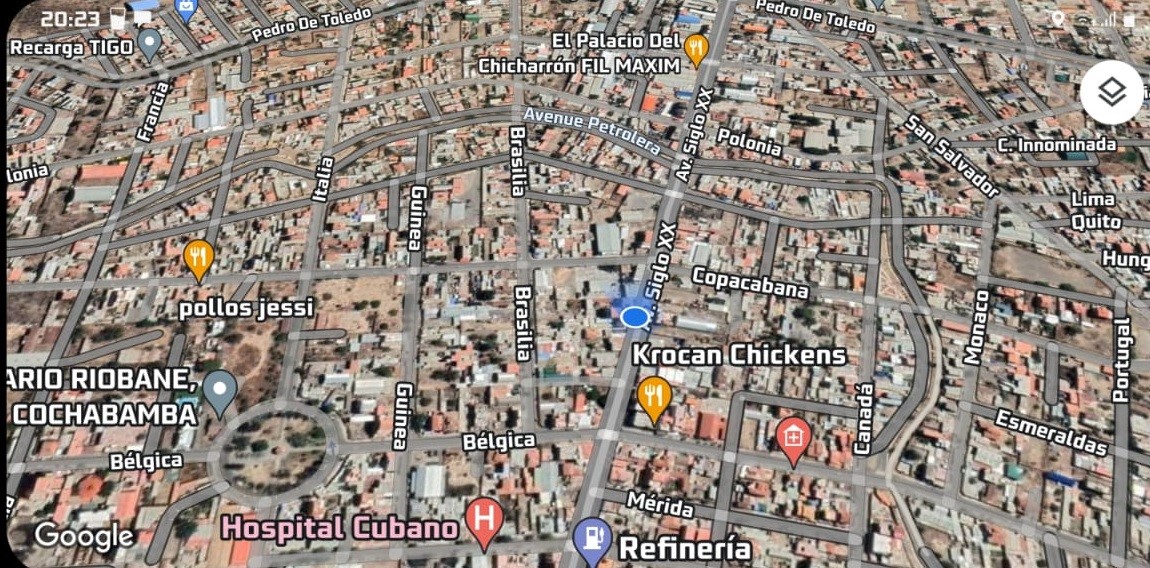 20:23
Pedro De Toledo
Pedro De Toledo
Recarga TIGO
El Palacio Del
Chicharrón FIL MAXIM
Francia
Avenue Petrolera
Av. Siglo XX
Polonia
San Salvador
C. Innominada
lonia
Italia
Brasilia
Guinea
Lima
Quito
Hung
Av. Siglo XX
Copacabana
pollos jessi
Brasilia
Monaco
Portugal
Krocan Chickens
ARIO RIOBANE,
COCHABAMBA
Guinea
Canadá
Esmeraldas
Bélgica
Bélgica
Mérida
Hospital Cubano
H
Refinería
Google